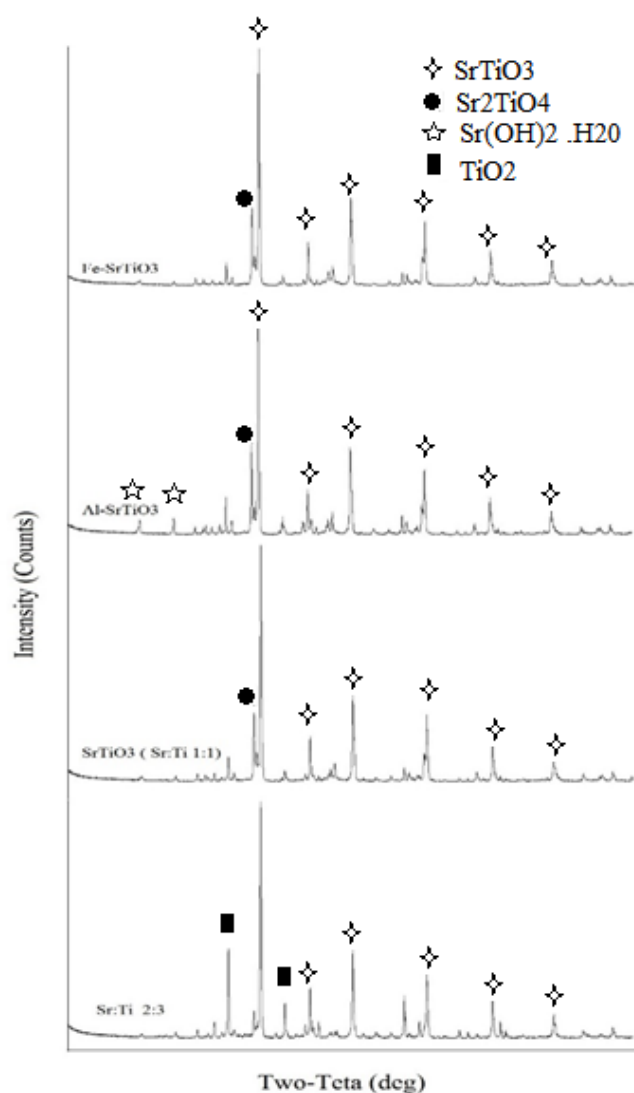 SrTiO3
Sr2TiO4
Sr(OH)2 .H20
TiO2
Fe-SrTiO3
Al-SrTiO3
SrTiO3 ( Sr:Ti 1:1)
Sr:Ti 2:3
Intensity (Counts)
Two-Teta (deg)